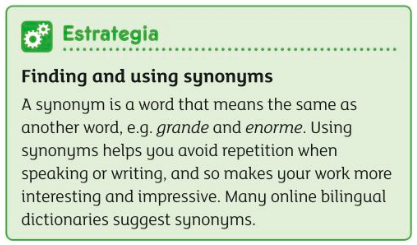 Estrategia
Finding and using synonyms
A synonym is a word that means the same as
another word, e.g. grande and enorme. Using
synonyms helps you avoid repetition when
speaking or writing, and so makes your work more
interesting and impressive. Many online bilingual
dictionaries suggest synonyms.